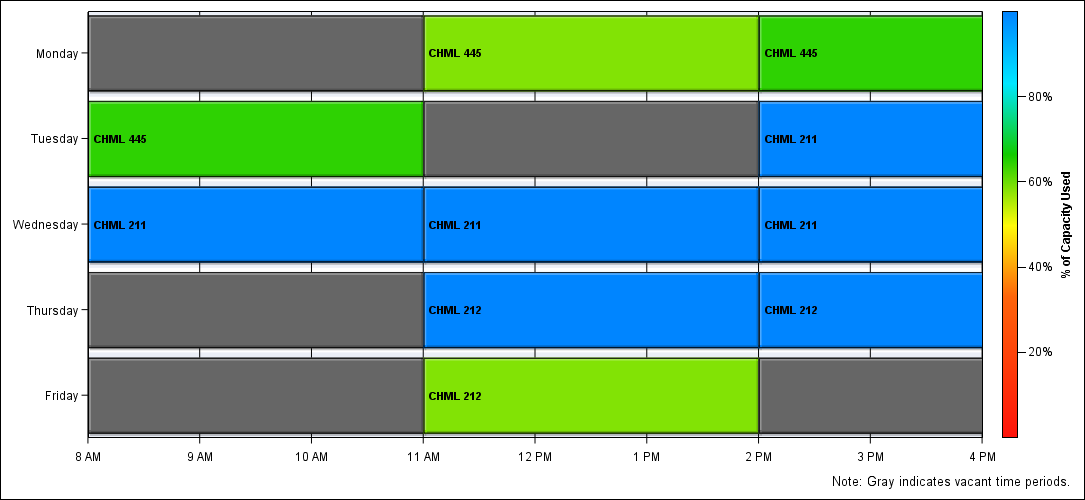 Monday
CHML 445
CHML 445
Tuesday
CHML 445
CHML 211
Wednesday
CHML 211
CHML 211
CHML 211
Thursday
CHML 212
CHML 212
Friday
CHML 212
8 AM
9 AM
10 AM
11 AM
12 PM
1 PM
2 PM
3 PM
4 PM
80%
60%
40%
20%
% of Capacity Used
Note: Gray indicates vacant time periods.